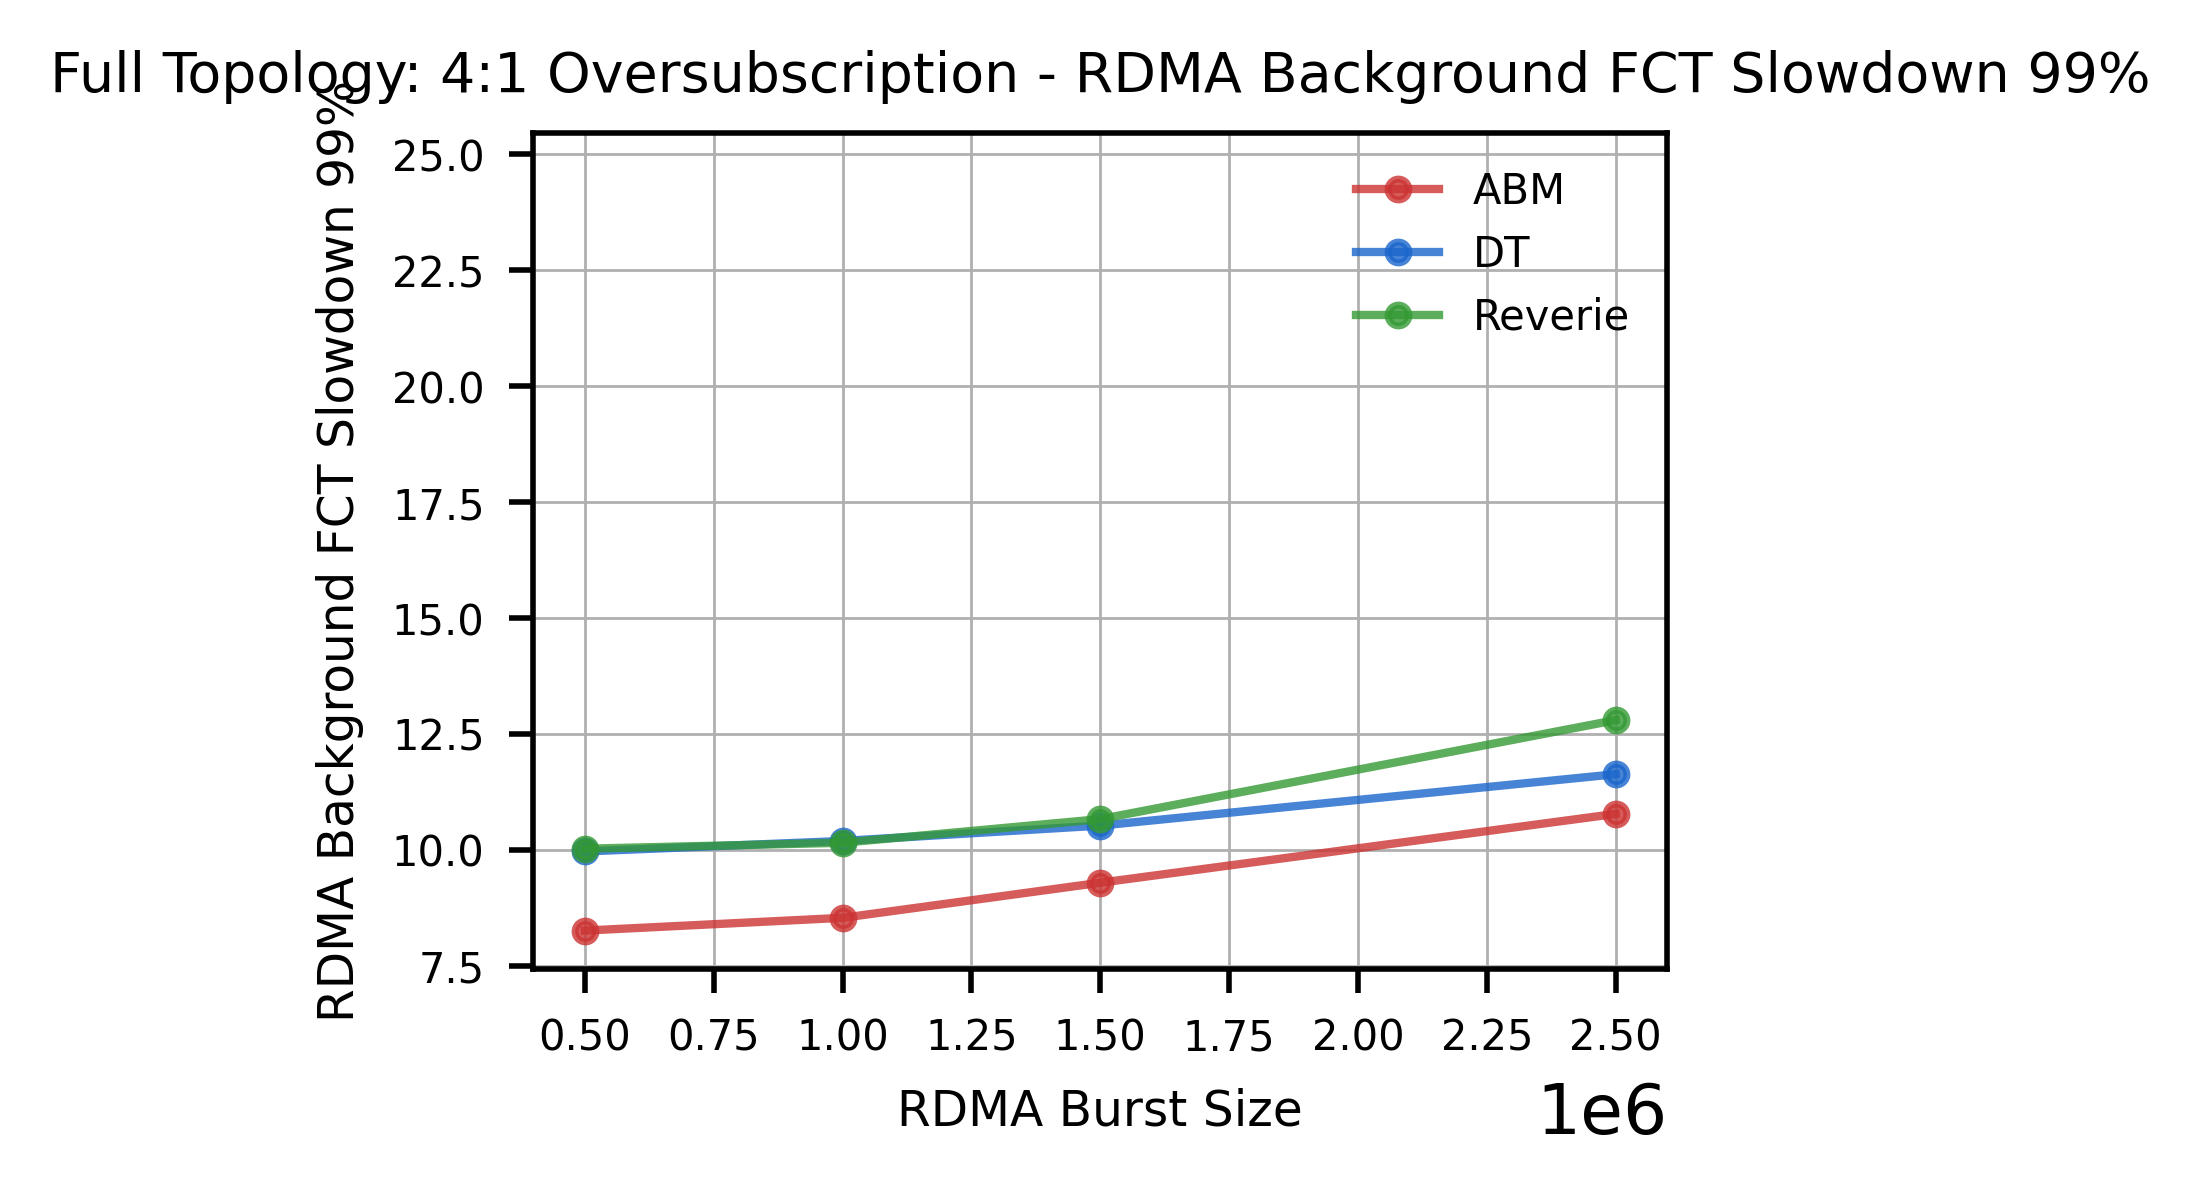 Full Topology: 4:1 Oversubscription - RDMA Background FCT Slowdown 99%
RDMA Background FCT Slowdown 99%
25.0
22.5
20.0
17.5
15.0
12.5
10.0
7.5
ABM
DT
Reverie
0.50 0.75 1.00 1.25 1.50 1.75 2.00 2.25 2.50
RDMA Burst Size
1e6